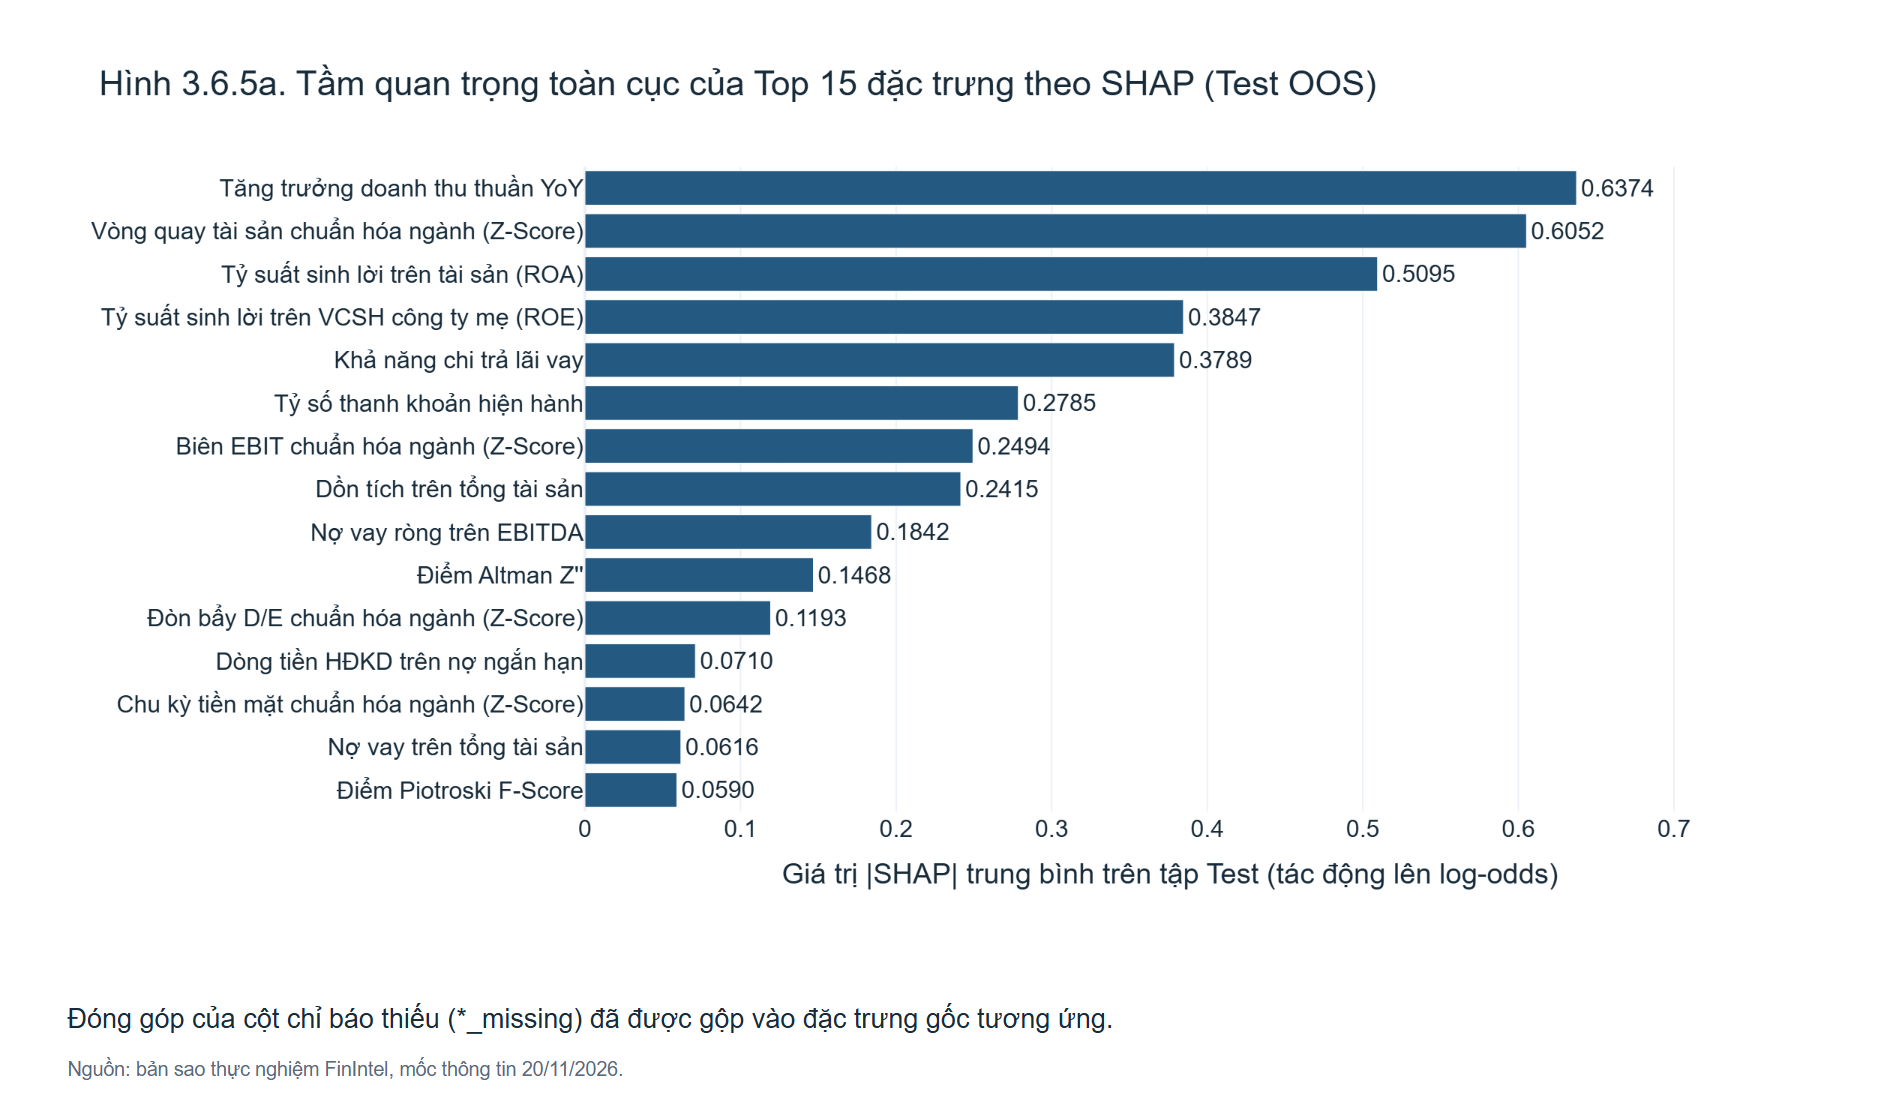 Hình 3.6.5a. Tầm quan trọng toàn cục của Top 15 đặc trưng theo SHAP (Test OOS)
Tăng trưởng doanh thu thuần YoY 0.6374
Vòng quay tài sản chuẩn hóa ngành (Z-Score) 0.6052
Tỷ suất sinh lời trên tài sản (ROA) 0.5095
Tỷ suất sinh lời trên VCSH công ty mẹ (ROE) 0.3847
Khả năng chi trả lãi vay 0.3789
Tỷ số thanh khoản hiện hành 0.2785
Biên EBIT chuẩn hóa ngành (Z-Score) 0.2494
Dồn tích trên tổng tài sản 0.2415
Nợ vay ròng trên EBITDA 0.1842
Điểm Altman Z" 0.1468
Đòn bẩy D/E chuẩn hóa ngành (Z-Score) 0.1193
Dòng tiền HĐKD trên nợ ngắn hạn 0.0710
Chu kỳ tiền mặt chuẩn hóa ngành (Z-Score) 0.0642
Nợ vay trên tổng tài sản 0.0616
Điểm Piotroski F-Score 0.0590
0 0.1 0.2 0.3 0.4 0.5 0.6 0.7
Giá trị |SHAP| trung bình trên tập Test (tác động lên log-odds)
Đóng góp của cột chỉ báo thiếu (*_missing) đã được gộp vào đặc trưng gốc tương ứng.
Nguồn: bản sao thực nghiệm FinIntel, mốc thông tin 20/11/2026.